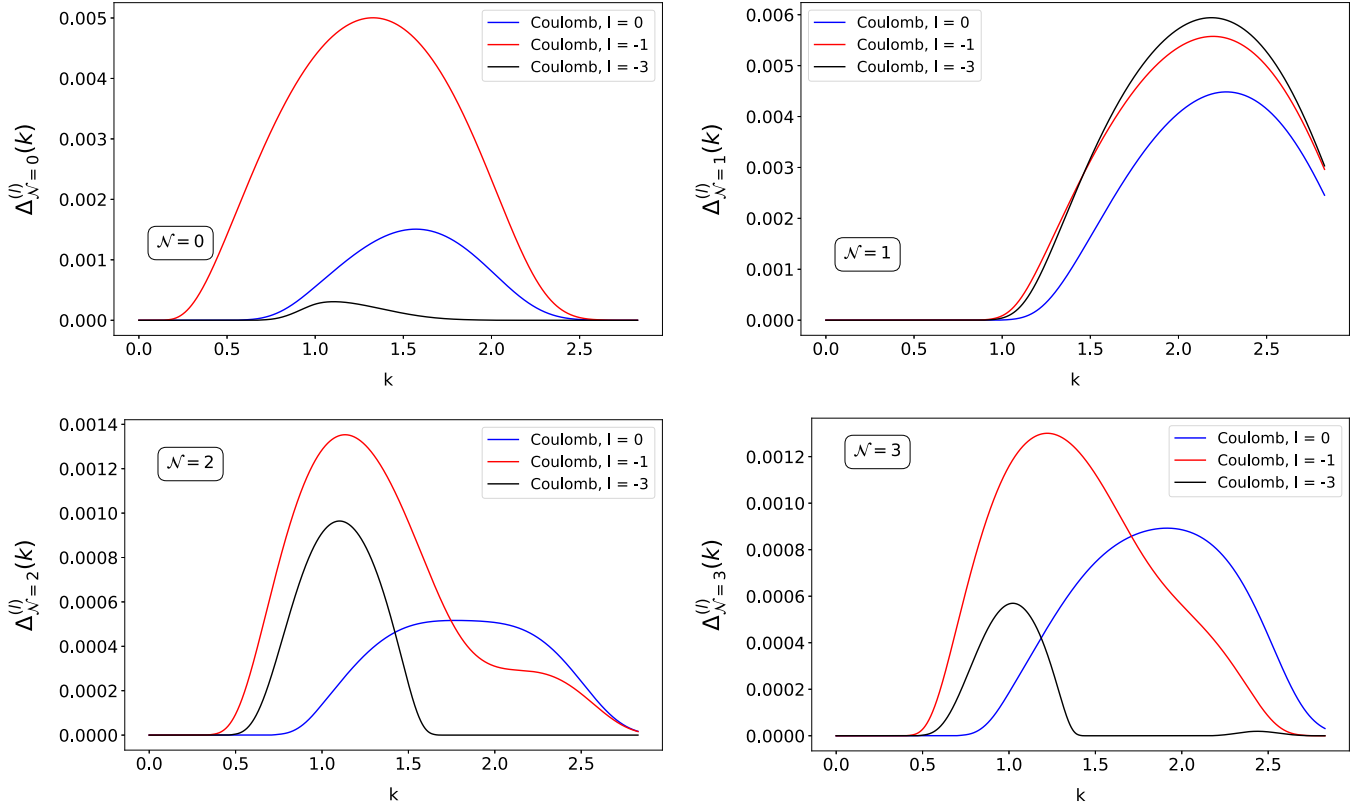 0.005
0.004
0.003
0.002
0.001
0.000
Δ^{(l)}_{𝒩=0}(k)
Coulomb, l = 0
Coulomb, l = -1
Coulomb, l = -3
𝒩 = 0
0.0 0.5 1.0 1.5 2.0 2.5
k
0.006
0.005
0.004
0.003
0.002
0.001
0.000
Δ^{(l)}_{𝒩=1}(k)
Coulomb, l = 0
Coulomb, l = -1
Coulomb, l = -3
𝒩 = 1
0.0 0.5 1.0 1.5 2.0 2.5
k
0.0014
0.0012
0.0010
0.0008
0.0006
0.0004
0.0002
0.0000
Δ^{(l)}_{𝒩=2}(k)
𝒩 = 2
Coulomb, l = 0
Coulomb, l = -1
Coulomb, l = -3
0.0 0.5 1.0 1.5 2.0 2.5
k
0.0012
0.0010
0.0008
0.0006
0.0004
0.0002
0.0000
Δ^{(l)}_{𝒩=3}(k)
𝒩 = 3
Coulomb, l = 0
Coulomb, l = -1
Coulomb, l = -3
0.0 0.5 1.0 1.5 2.0 2.5
k